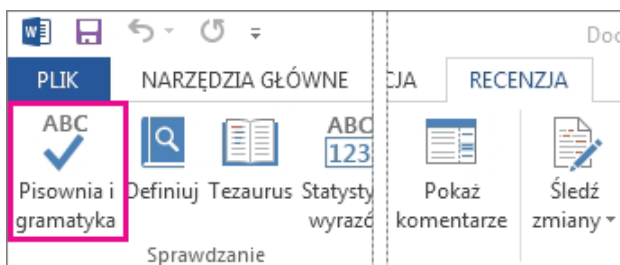 Doc
PLIK NARZĘDZIA GŁÓWNE CJA RECENZJA
ABC ABC
123
Pisownia i Definiuj Tezaurus Statysty Pokaż Śledź
gramatyka wyrazó komentarze zmiany
Sprawdzanie